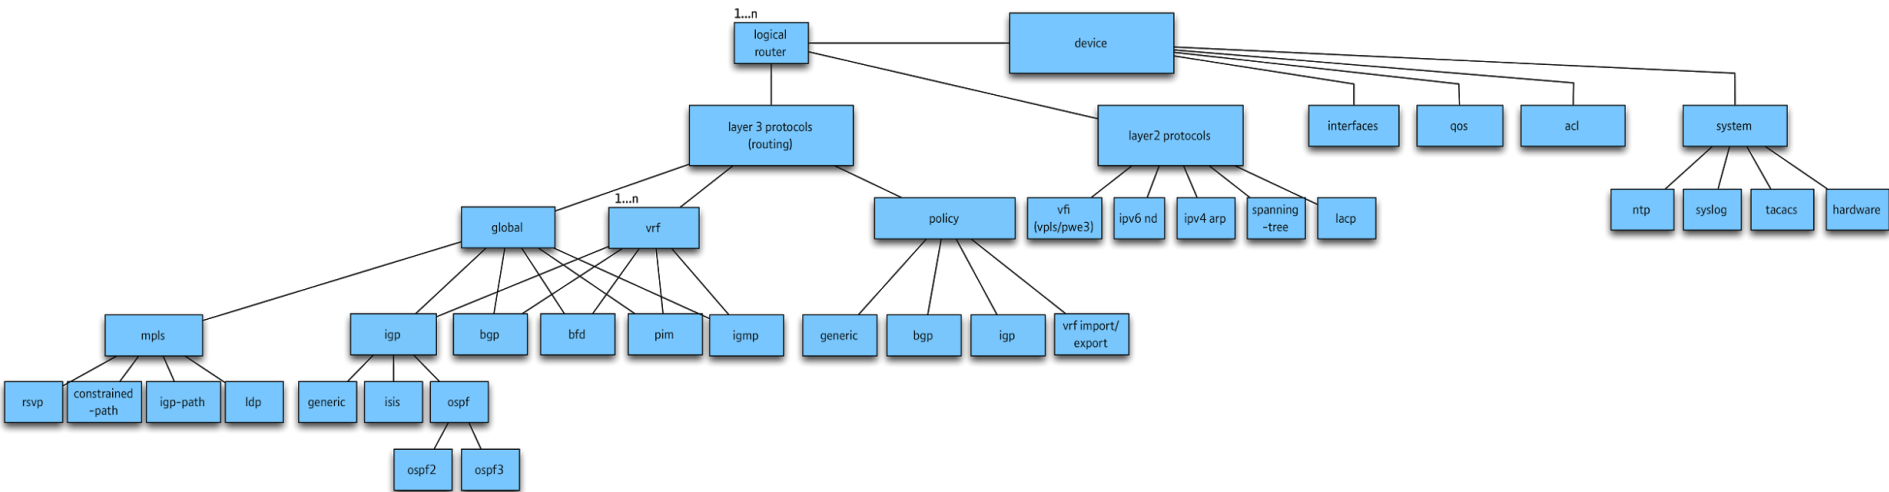 1...n
logical
router
device
layer 3 protocols
(routing)
layer2 protocols
interfaces
qos
acl
system
1...n
global
vrf
policy
vfi
(vpls/pwe3)
ipv6 nd
ipv4 arp
spanning
-tree
lacp
ntp
syslog
tacacs
hardware
mpls
igp
bgp
bfd
pim
igmp
generic
bgp
igp
vrf import/
export
rsvp
constrained
-path
igp-path
ldp
generic
isis
ospf
ospf2
ospf3